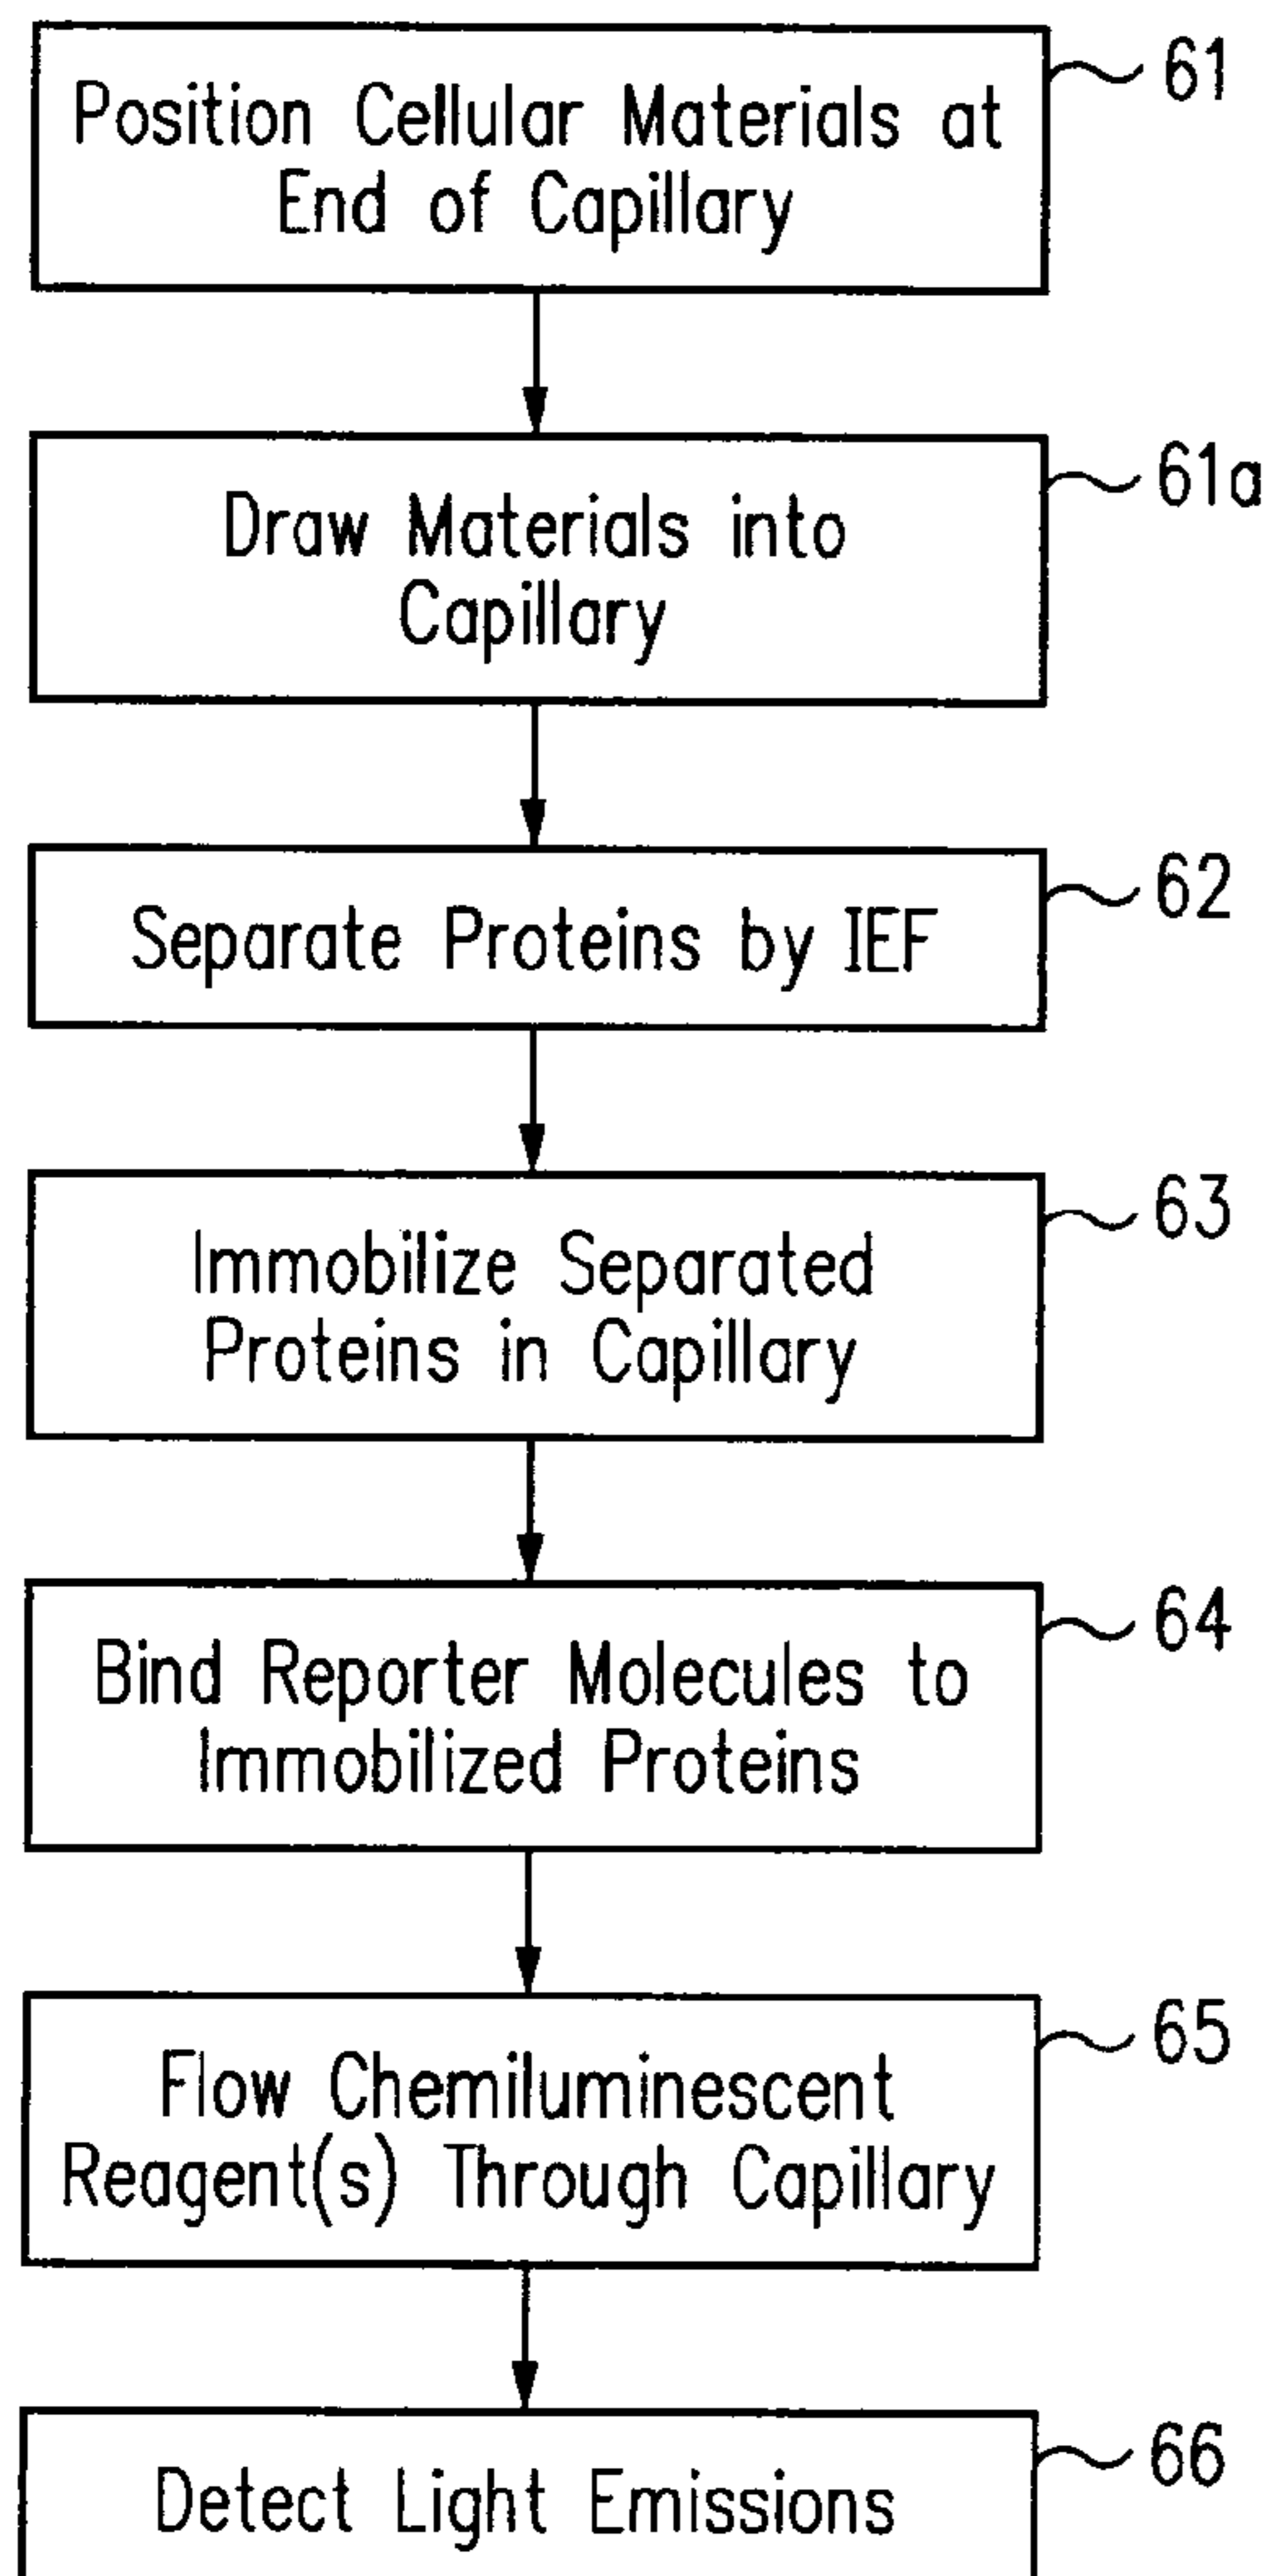 Position Cellular Materials at
End of Capillary
61
Draw Materials into
Capillary
61a
Separate Proteins by IEF
62
Immobilize Separated
Proteins in Capillary
63
Bind Reporter Molecules to
Immobilized Proteins
64
Flow Chemiluminescent
Reagent(s) Through Capillary
65
Detect Light Emissions
66